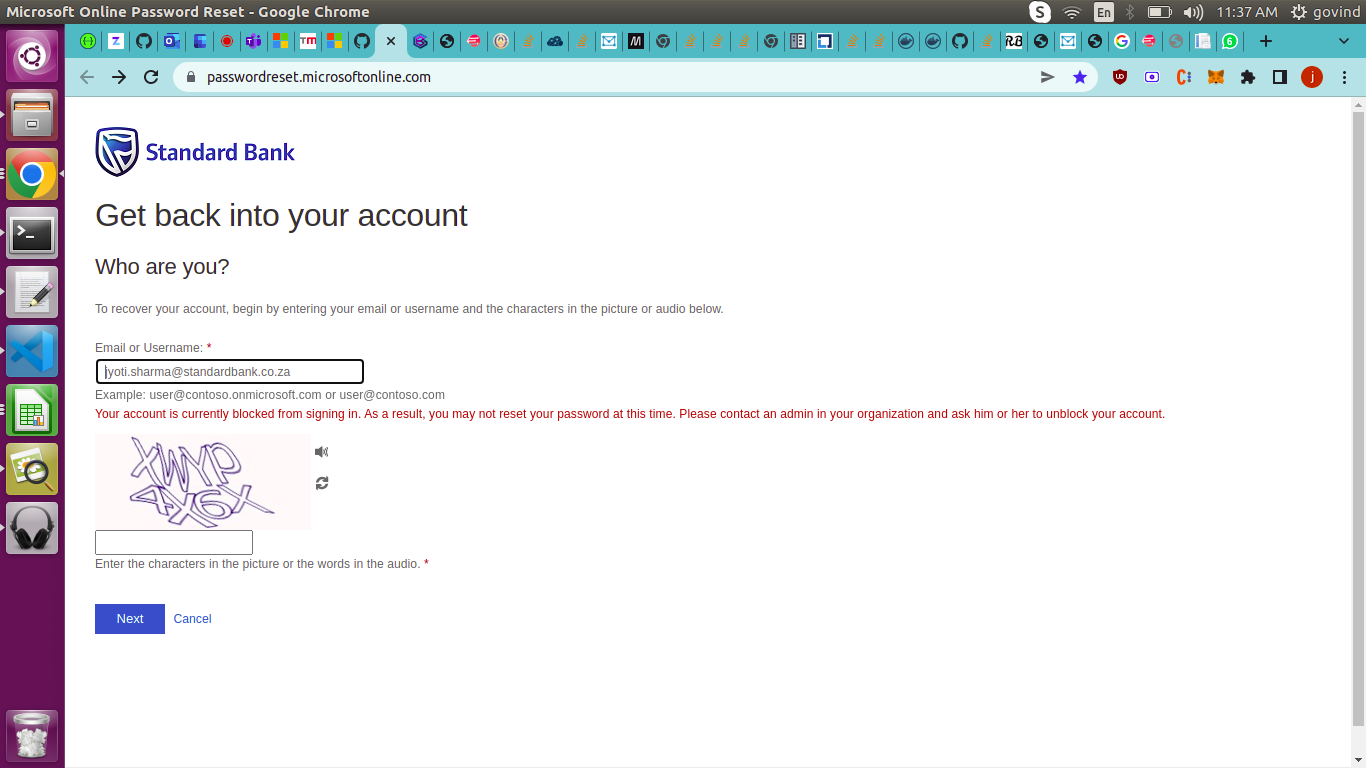 Microsoft Online Password Reset - Google Chrome
En
11:37 AM
govind
passwordreset.microsoftonline.com
j
Standard Bank
Get back into your account
Who are you?
To recover your account, begin by entering your email or username and the characters in the picture or audio below.
Email or Username: *
jyoti.sharma@standardbank.co.za
Example: user@contoso.onmicrosoft.com or user@contoso.com
Your account is currently blocked from signing in. As a result, you may not reset your password at this time. Please contact an admin in your organization and ask him or her to unblock your account.
Enter the characters in the picture or the words in the audio. *
Next
Cancel